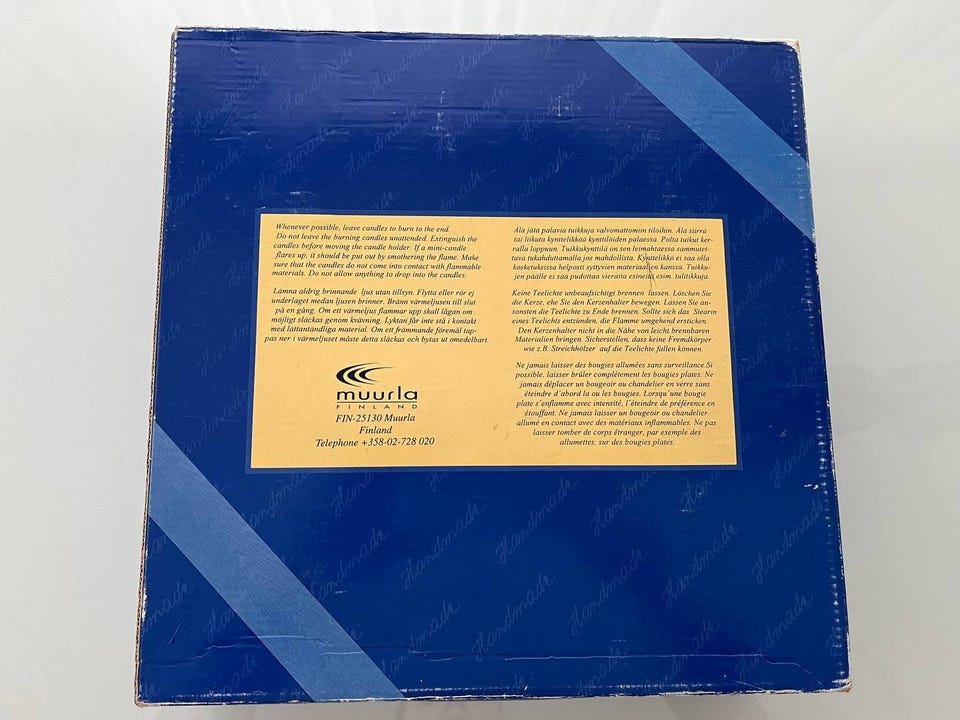 Whenever possible, leave candles to burn to the end.
Do not leave the burning candles unattended. Extinguish the
candles before moving the candle holder. If a mini-candle
flares up, it should be put out by smothering the flame. Make
sure that the candles do not come into contact with flammable
materials. Do not allow anything to drop into the candles.
Lämna aldrig brinnande ljus utan tillsyn. Flytta eller rör ej
underlaget medan ljusen brinner. Bränn värmeljusen till slut
på en gång. Om ett värmeljus flammar upp skall lågan om
möjligt släckas genom kvävning. Lyktan får inte stå i kontakt
med lättantändliga material. Om ett främmande föremål tap-
pas ner i värmeljuset måste detta släckas och bytas ut omedelbart.
muurla
FINLAND
FIN-25130 Muurla
Finland
Telephone +358-02-728 020
Älä jätä palavia tuikkuja valvomattomiin tiloihin. Älä siirrä
tai liikuta kynttelikköä kynttilöiden palaessa. Polta tuikut ker-
ralla loppuun. Tuikkukynttilä on sen leimahtaessa sammutet-
tava tukahduttamalla jos mahdollista. Kynttelikkö ei saa olla
kosketuksissa helposti syttyvien materiaalien kanssa. Tuikku-
jen päälle ei saa pudottaa vieraita esineitä esim. tulitikkuja.
Keine Teelichte unbeaufsichtigt brennen lassen. Löschen Sie
die Kerze, ehe Sie den Kerzenhalter bewegen. Lassen Sie an-
sonsten die Teelichte zu Ende brennen. Sollte sich das Stearin
eines Teelichts entzünden, die Flamme umgehend ersticken.
Den Kerzenhalter nicht in die Nähe von leicht brennbaren
Materialien bringen. Sicherstellen, dass keine Fremdkörper
wie z.B. Streichhölzer auf die Teelichte fallen können.
Ne jamais laisser des bougies allumées sans surveillance. Si
possible, laisser brûler complètement les bougies plates. Ne
jamais déplacer un bougeoir ou chandelier en verre sans
éteindre d'abord la ou les bougies. Lorsqu'une bougie
plate s'enflamme avec intensité, l'éteindre de préférence en
étouffant. Ne jamais laisser un bougeoir ou chandelier
allumé en contact avec des matériaux inflammables. Ne pas
laisser tomber de corps étranger, par exemple des
allumettes, sur des bougies plates.
Handmade